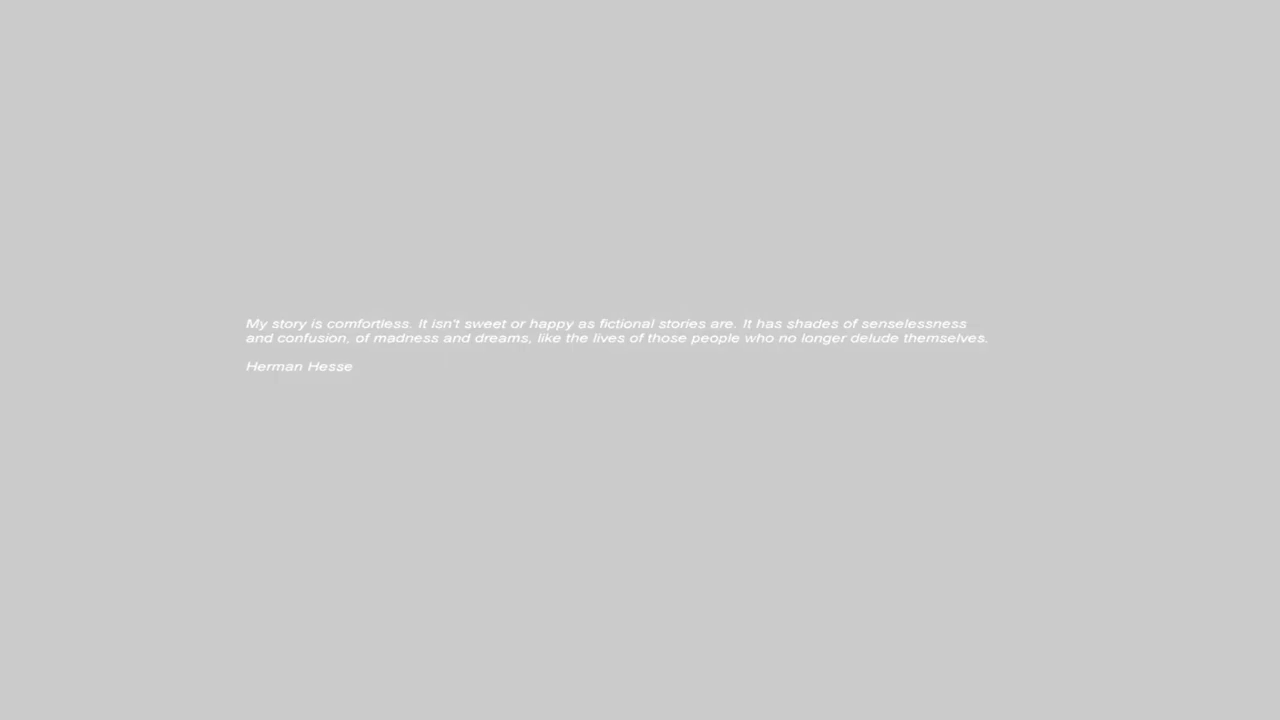 My story is comfortless. It isn't sweet or happy as fictional stories are. It has shades of senselessness
and confusion, of madness and dreams, like the lives of those people who no longer delude themselves.
Herman Hesse